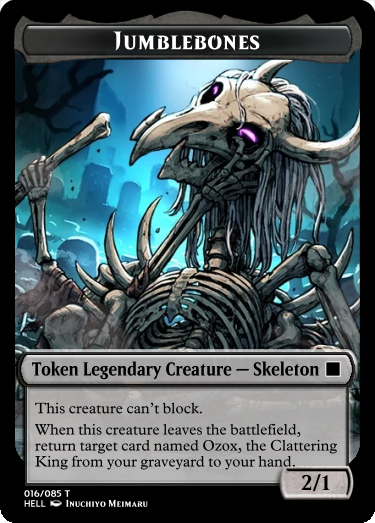 Jumblebones
Token Legendary Creature — Skeleton
This creature can't block.
When this creature leaves the battlefield,
return target card named Ozox, the Clattering
King from your graveyard to your hand.
2/1
016/085 T
HELL Inuchiyo Meimaru